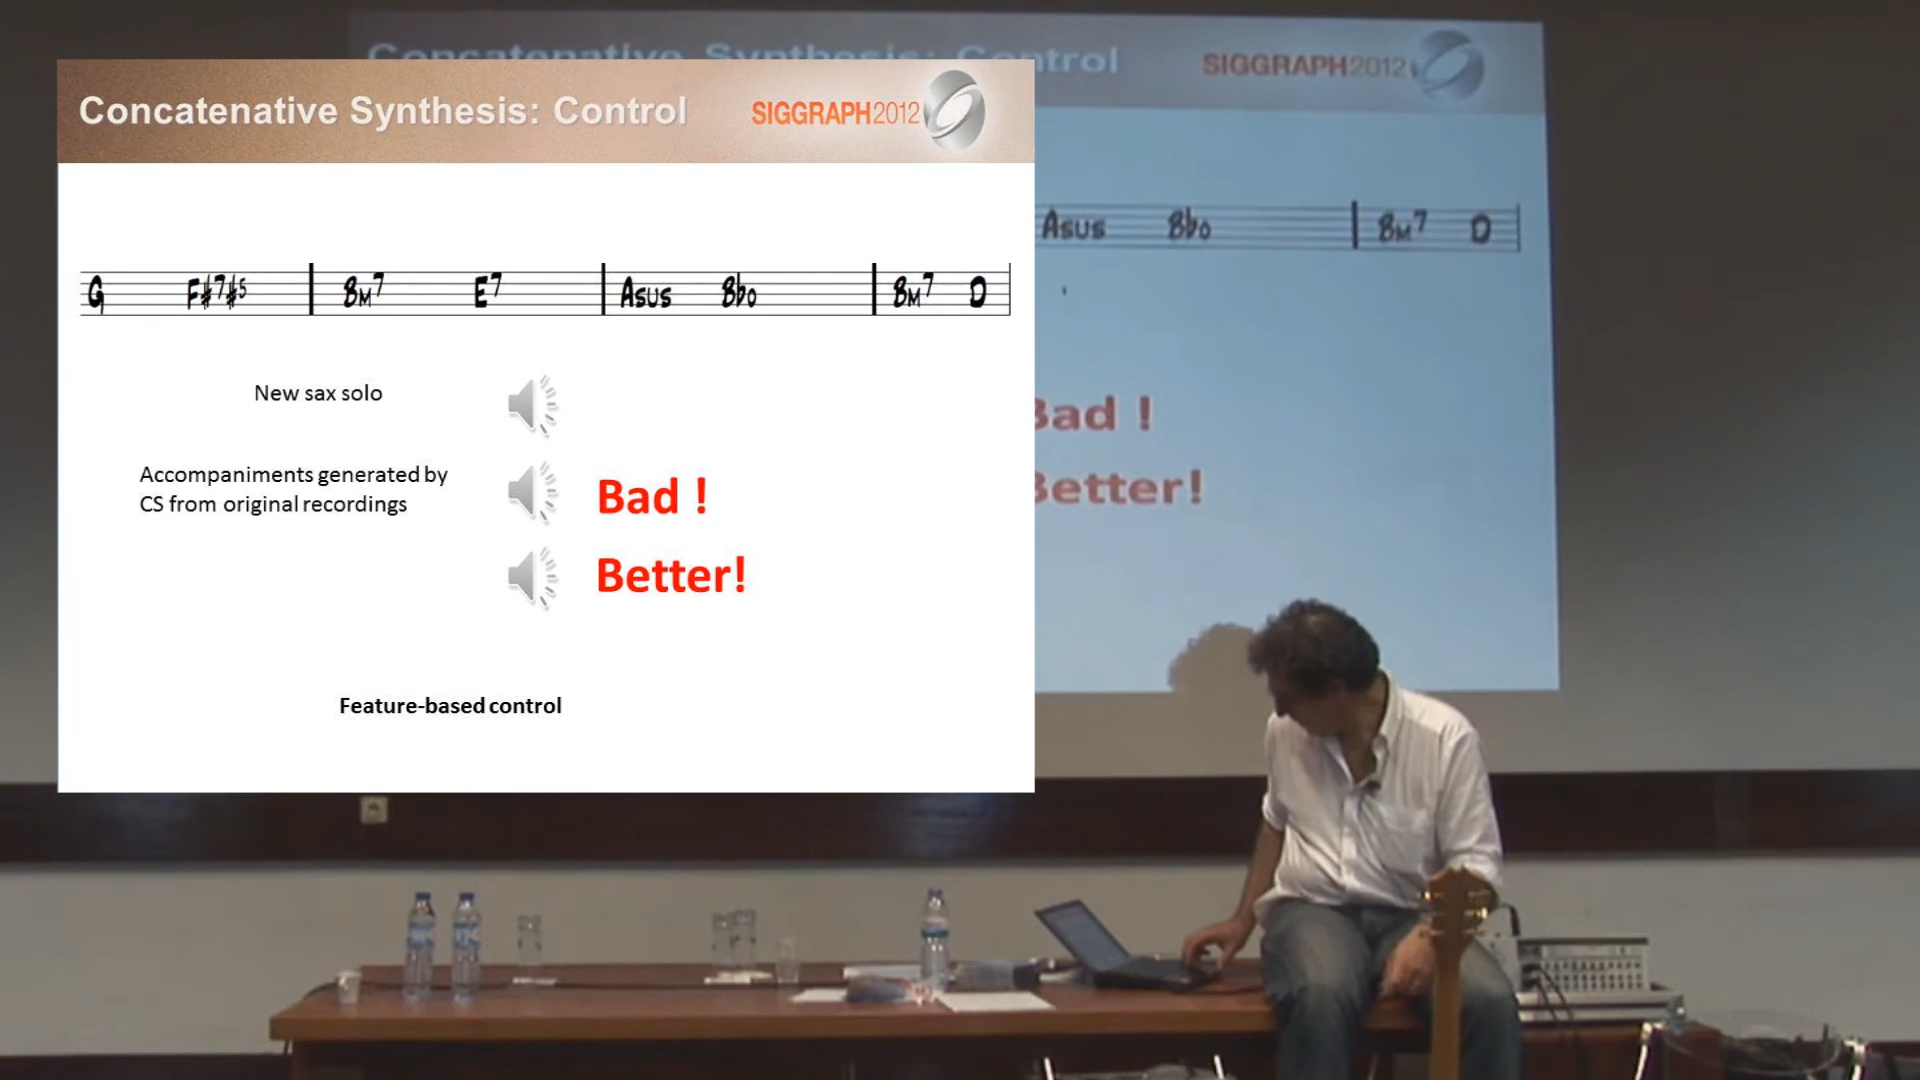 Concatenative Synthesis: Control
SIGGRAPH2012
G F#7#5 Bm7 E7 Asus Bbo Bm7 D
New sax solo
Accompaniments generated by
CS from original recordings
Bad !
Better!
Feature-based control
Concatenative Synthesis: Control
SIGGRAPH2012
Asus Bbo Bm7 D
Bad !
Better!